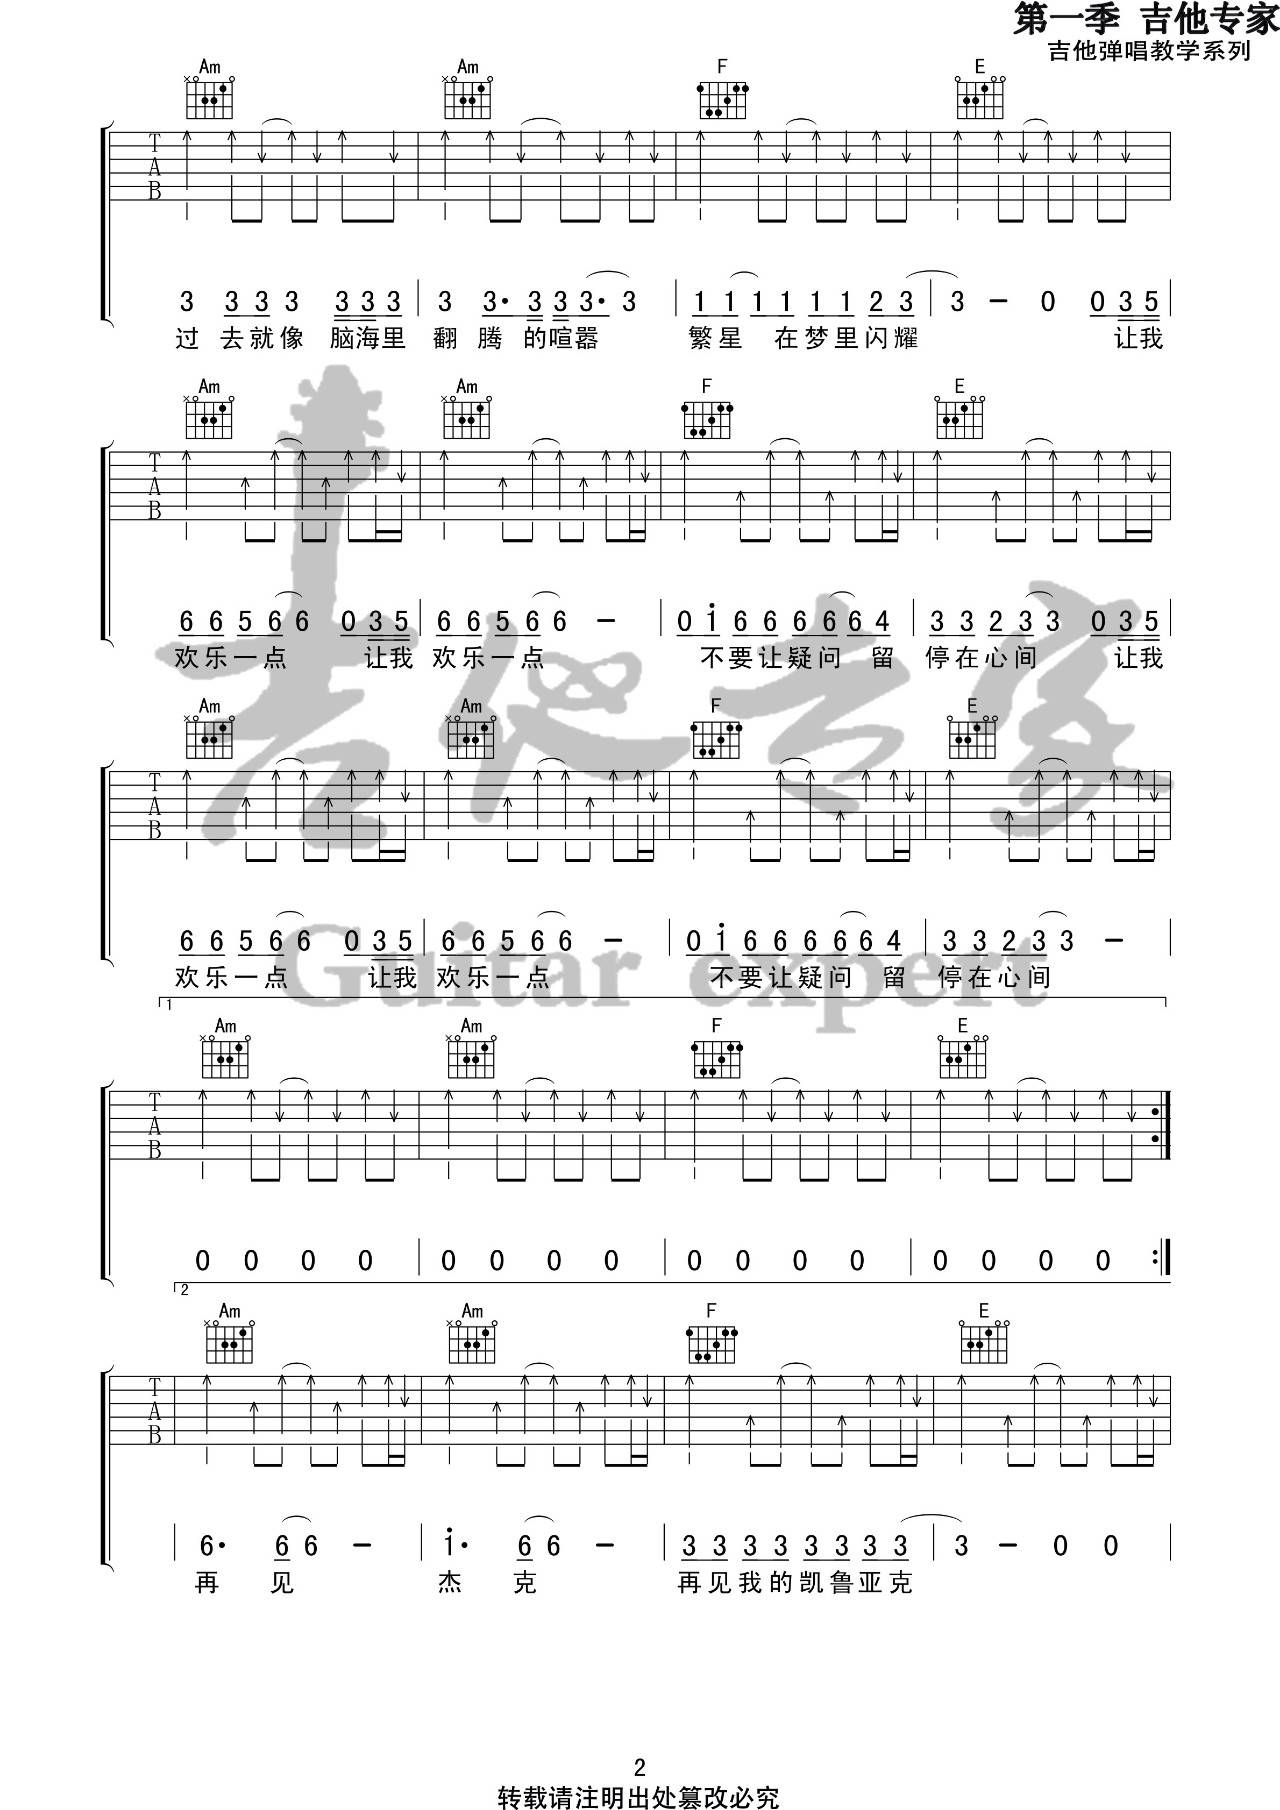 第一季 吉他专家
吉他弹唱教学系列
Am Am F E
T
A
B
3 3 3 3 3 3 3 3 3· 3 3 3· 3 1 1 1 1 1 1 2 3 3 - 0 0 3 5
过 去就像 脑海里 翻 腾 的喧嚣 繁星 在梦里闪耀 让我
Am Am F E
T
A
B
6 6 5 6 6 0 3 5 6 6 5 6 6 - 0 i 6 6 6 6 6 4 3 3 2 3 3 0 3 5
欢乐一点 让我 欢乐一点 不要让疑问 留 停在心间 让我
Am Am F E
T
A
B
6 6 5 6 6 0 3 5 6 6 5 6 6 - 0 i 6 6 6 6 6 4 3 3 2 3 3 -
欢乐一点 让我 欢乐一点 不要让疑问 留 停在心间
吉他专家
Guitar expert
1
Am Am F E
T
A
B
0 0 0 0 0 0 0 0 0 0 0 0 0 0 0 0
2
Am Am F E
T
A
B
6· 6 6 - i· 6 6 - 3 3 3 3 3 3 3 3 3 - 0 0
再 见 杰 克 再见我的凯鲁亚克
2
转载请注明出处篡改必究